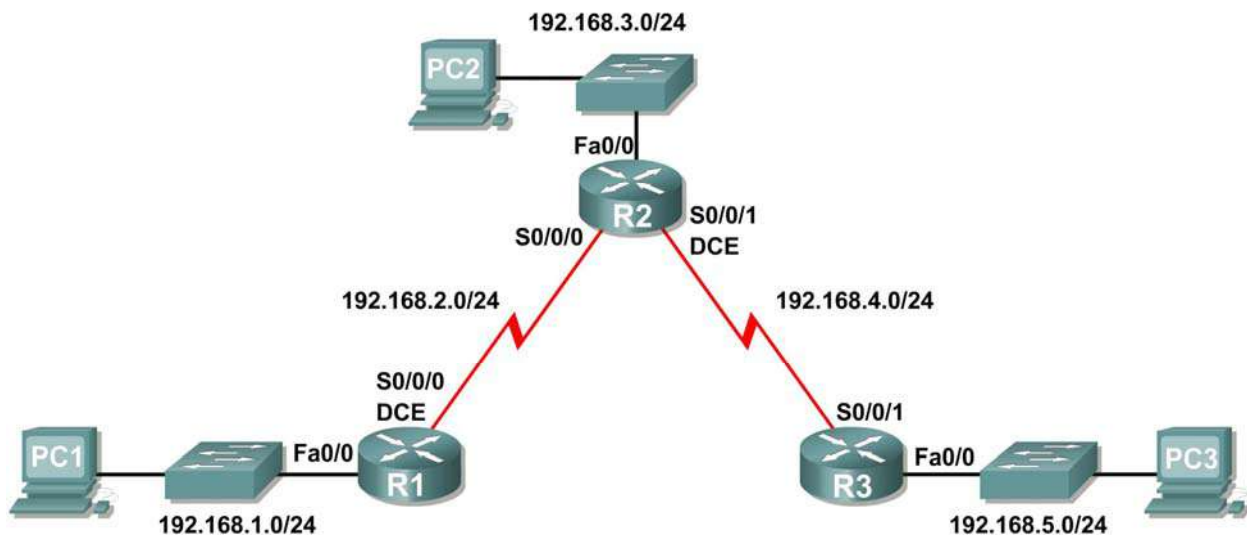 192.168.3.0/24
PC2
Fa0/0
R2
S0/0/1
DCE
S0/0/0
192.168.2.0/24
192.168.4.0/24
S0/0/0
DCE
S0/0/1
PC1
Fa0/0
R1
192.168.1.0/24
R3
Fa0/0
PC3
192.168.5.0/24